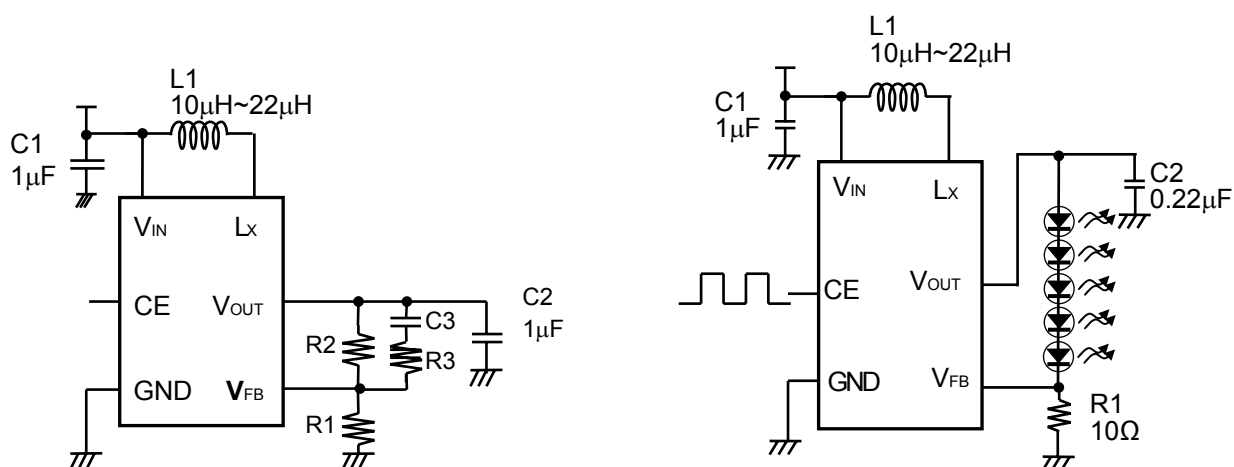 L1
10μH~22μH
C1
1μF
VIN
LX
CE
VOUT
C3
C2
1μF
R2
R3
GND
VFB
R1
L1
10μH~22μH
C1
1μF
VIN
LX
C2
0.22μF
VOUT
CE
VFB
GND
R1
10Ω